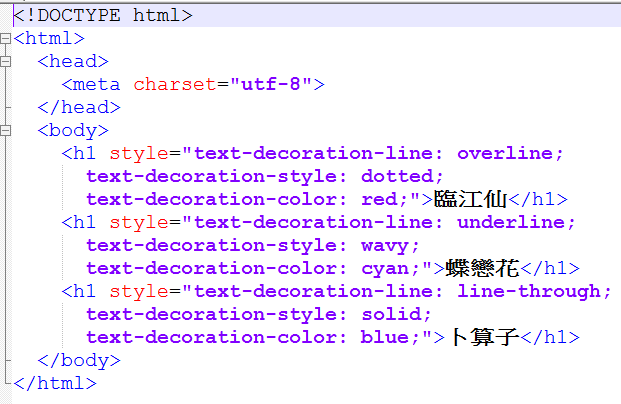 <!DOCTYPE html>
<html>
  <head>
    <meta charset="utf-8">
  </head>
  <body>
    <h1 style="text-decoration-line: overline;
      text-decoration-style: dotted;
      text-decoration-color: red;">臨江仙</h1>
    <h1 style="text-decoration-line: underline;
      text-decoration-style: wavy;
      text-decoration-color: cyan;">蝶戀花</h1>
    <h1 style="text-decoration-line: line-through;
      text-decoration-style: solid;
      text-decoration-color: blue;">卜算子</h1>
  </body>
</html>